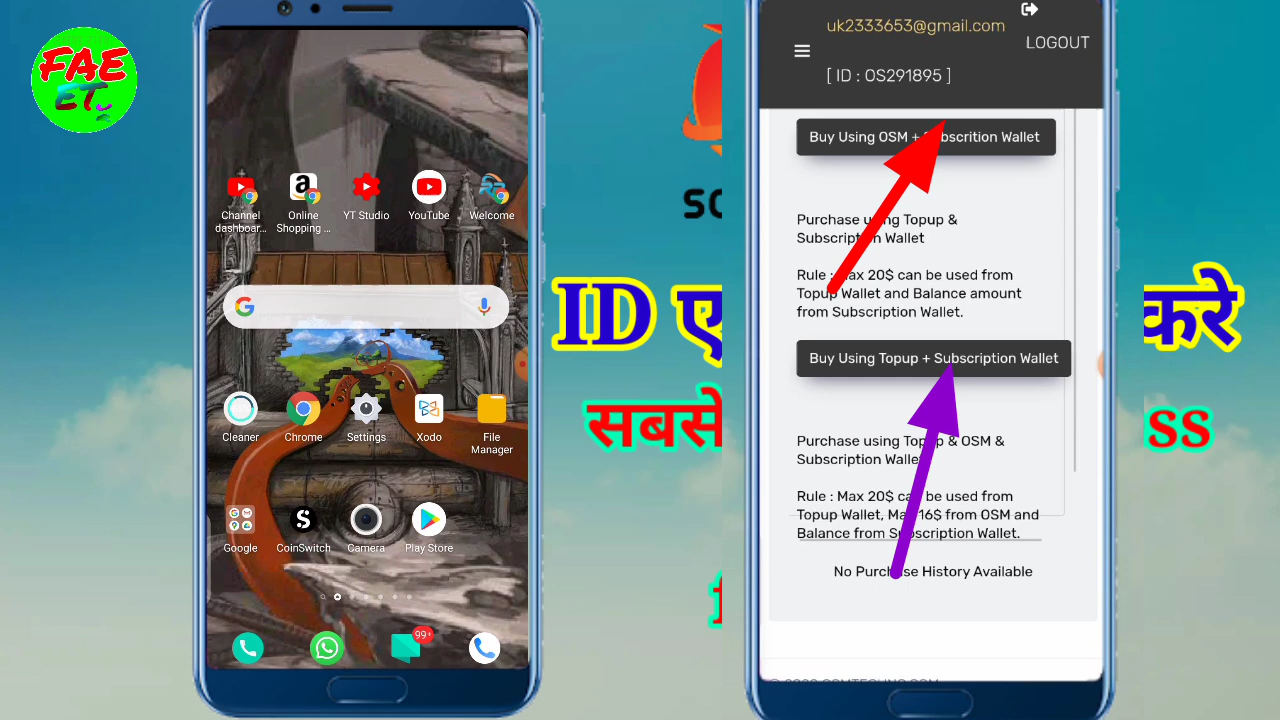 FAE
ET
Channel dashboar...
Online Shopping ...
YT Studio
YouTube
Welcome
Cleaner
Chrome
Settings
Xodo
File Manager
Google
CoinSwitch
Camera
Play Store
99+
ID
करे
सबसे
ss
uk2333653@gmail.com
LOGOUT
[ ID : OS291895 ]
Buy Using OSM + Subscrition Wallet
Purchase using Topup &
Subscription Wallet
Rule : Max 20$ can be used from
Topup Wallet and Balance amount
from Subscription Wallet.
Buy Using Topup + Subscription Wallet
Purchase using Topup & OSM &
Subscription Wallet
Rule : Max 20$ can be used from
Topup Wallet, Max 16$ from OSM and
Balance from Subscription Wallet.
No Purchase History Available